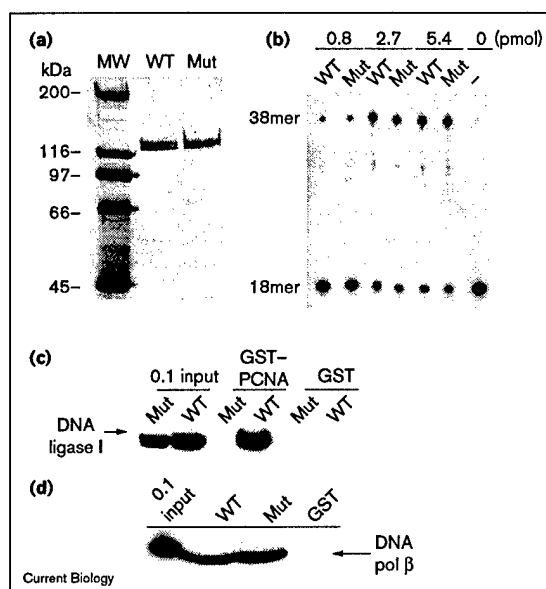 (a)
kDa MW WT Mut
200–
116–
97–
66–
45–
(b)
0.8 2.7 5.4 0 (pmol)
WT Mut WT Mut WT Mut –
38mer
18mer
(c)
0.1 input GST–PCNA GST
Mut WT Mut WT Mut WT
DNA
ligase I
(d)
0.1 input WT Mut GST
DNA
pol β
Current Biology